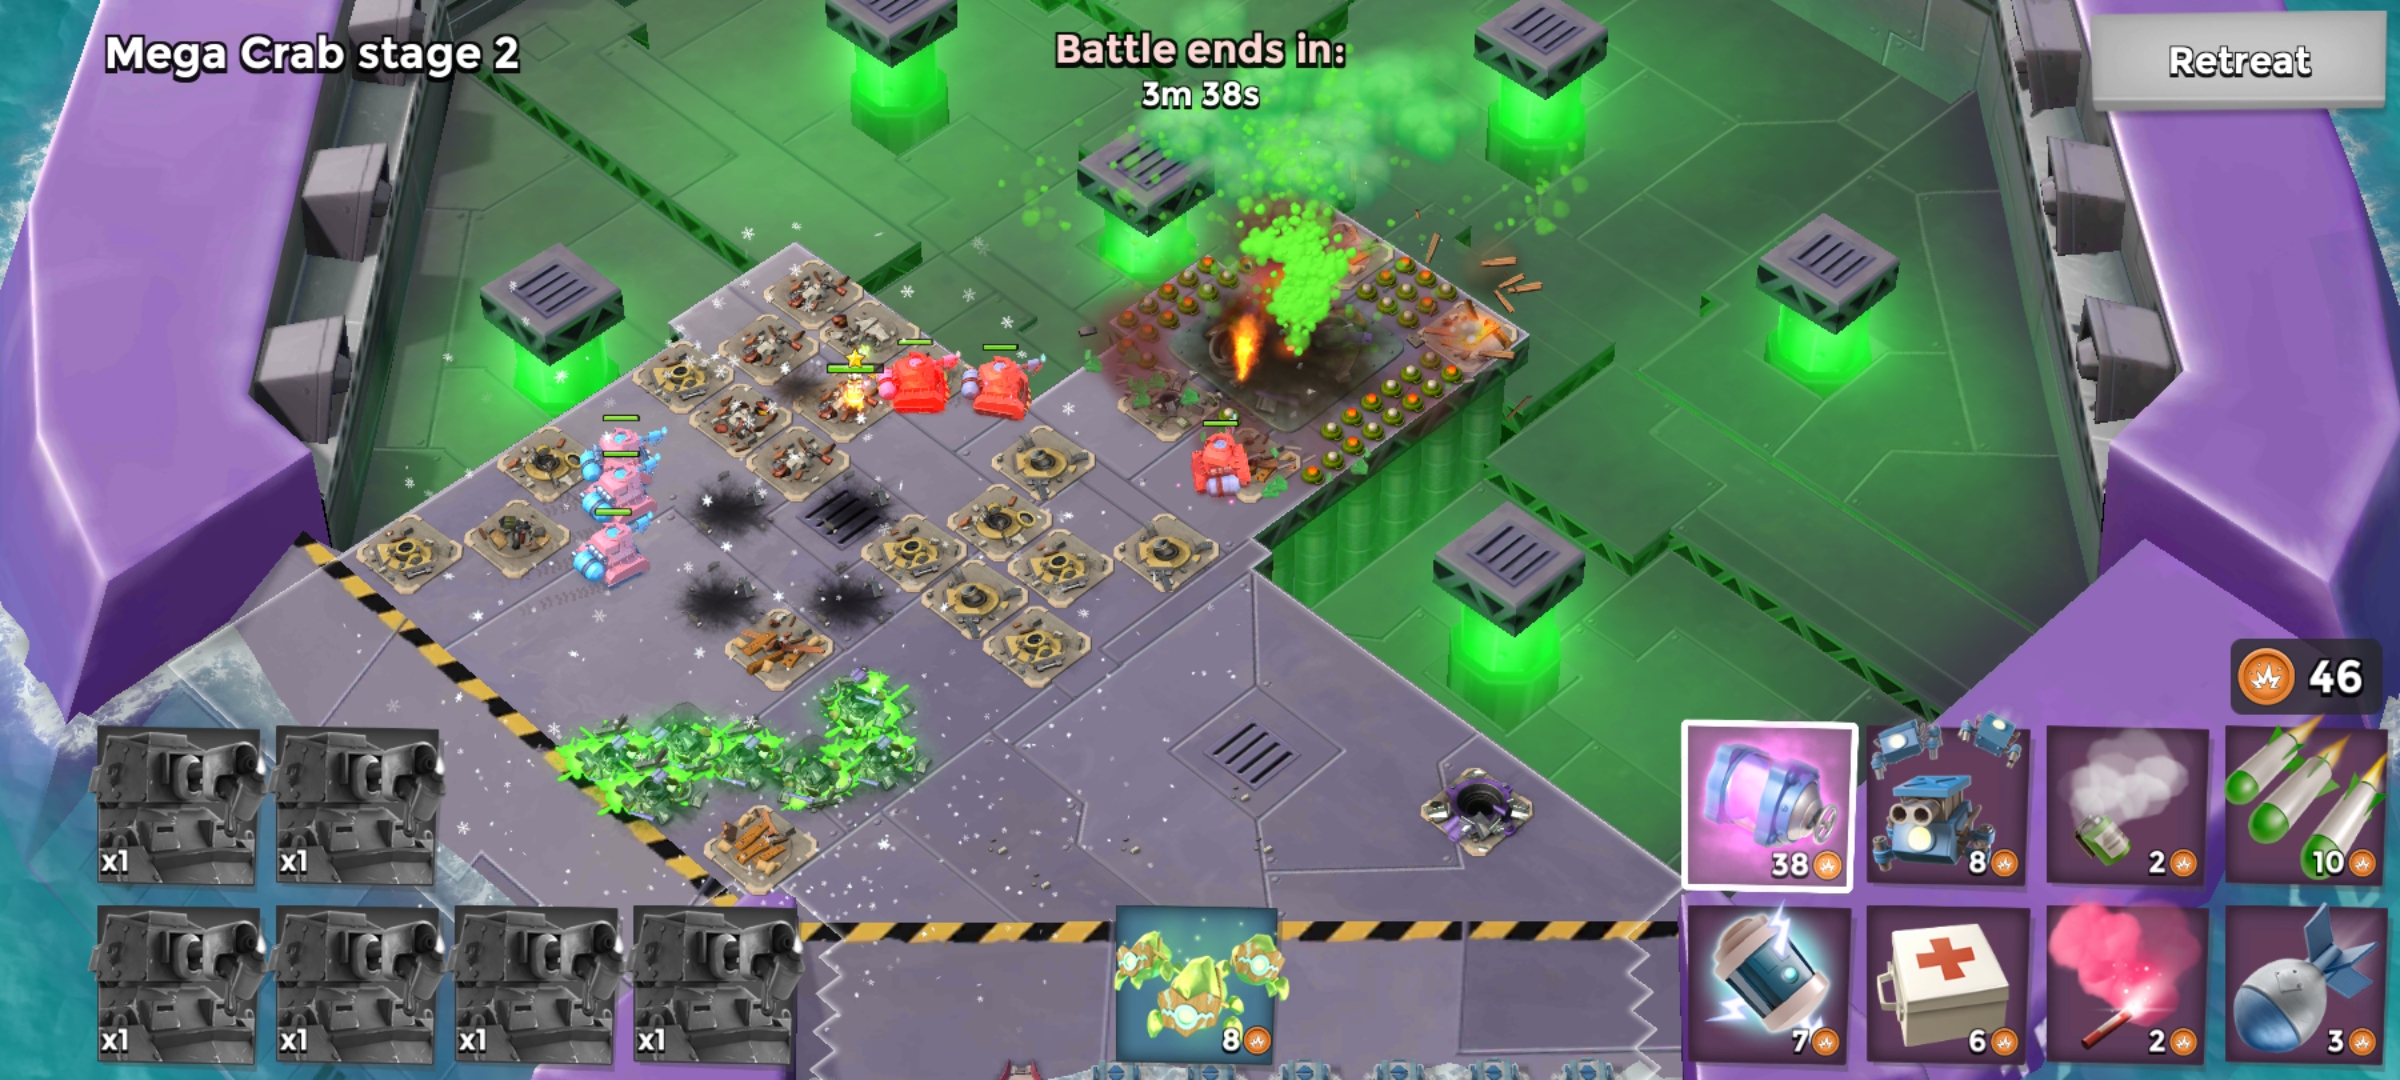 Mega Crab stage 2
Battle ends in:
3m 38s
Retreat
46
x1
x1
38
8
2
10
x1
x1
x1
x1
8
7
6
2
3